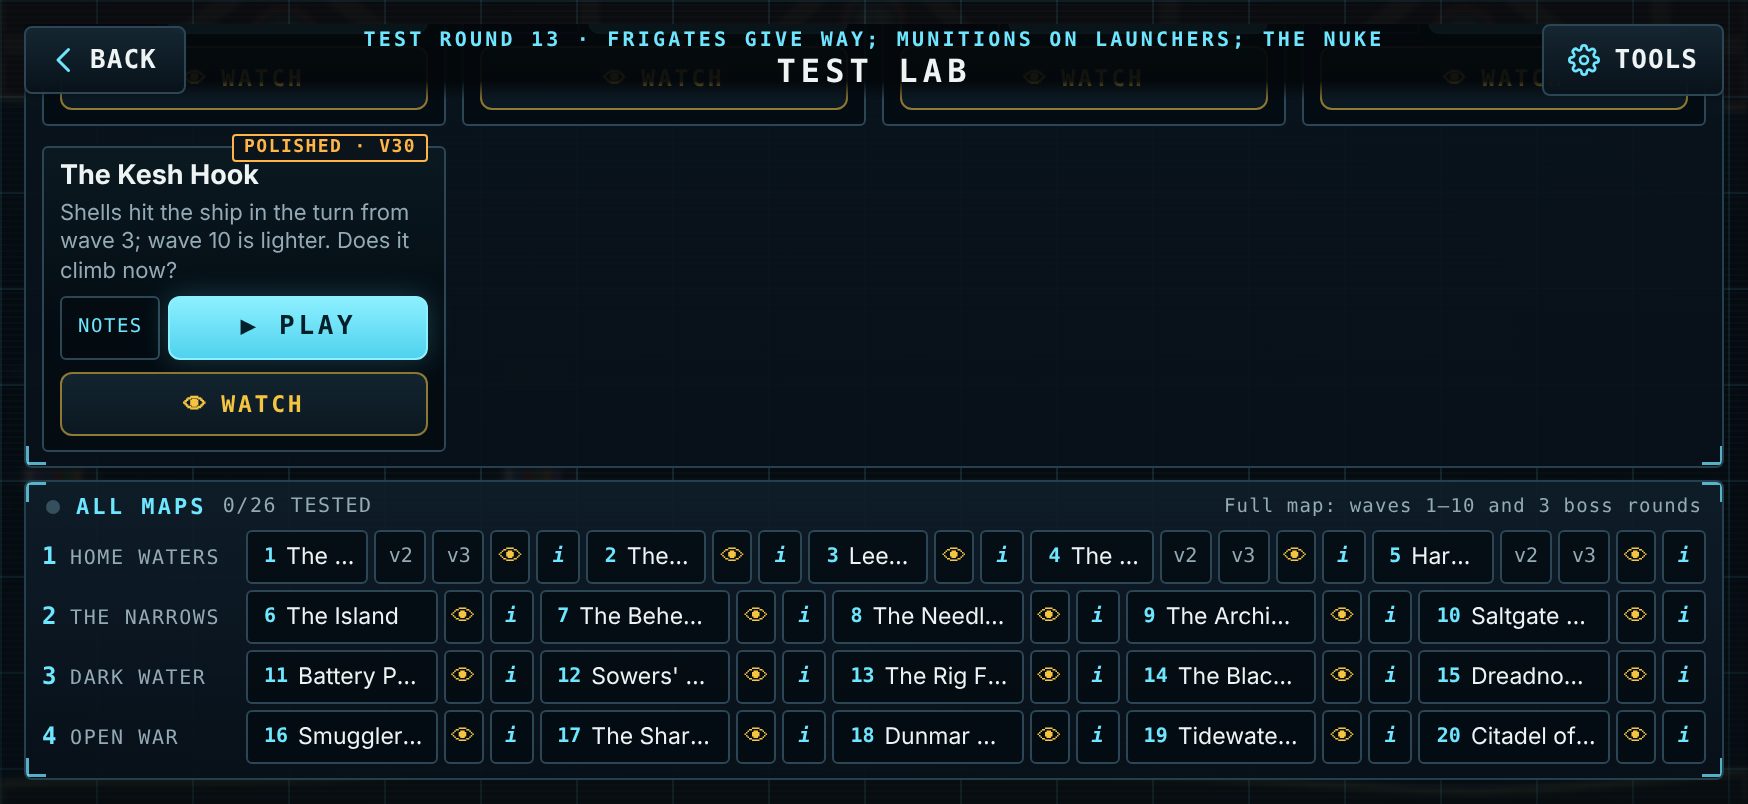 BACK
TEST ROUND 13 · FRIGATES GIVE WAY; MUNITIONS ON LAUNCHERS; THE NUKE
TEST LAB
TOOLS
WATCH
WATCH
WATCH
WATC
POLISHED · V30
The Kesh Hook
Shells hit the ship in the turn from
wave 3; wave 10 is lighter. Does it
climb now?
NOTES
▶ PLAY
WATCH
ALL MAPS 0/26 TESTED
Full map: waves 1–10 and 3 boss rounds
1 HOME WATERS 1 The ... v2 v3 i 2 The... i 3 Lee... i 4 The ... v2 v3 i 5 Har... v2 v3 i
2 THE NARROWS 6 The Island i 7 The Behe... i 8 The Needl... i 9 The Archi... i 10 Saltgate ... i
3 DARK WATER 11 Battery P... i 12 Sowers' ... i 13 The Rig F... i 14 The Blac... i 15 Dreadno... i
4 OPEN WAR 16 Smuggler... i 17 The Shar... i 18 Dunmar ... i 19 Tidewate... i 20 Citadel of... i